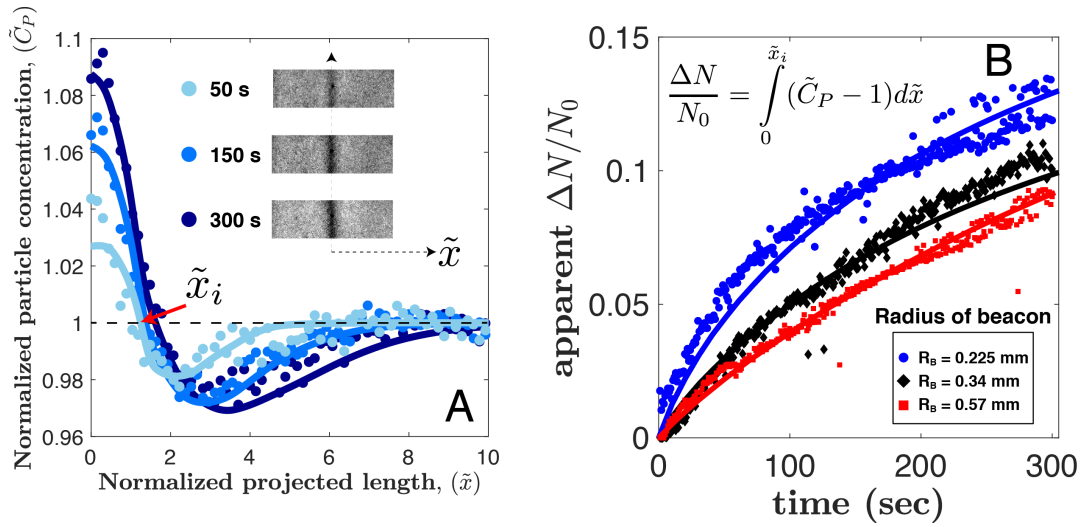 Normalized particle concentration, (C̃_P)
1.1
1.08
1.06
1.04
1.02
1
0.98
0.96
50 s
150 s
300 s
x̃
x̃_i
A
0 2 4 6 8 10
Normalized projected length, (x̃)
apparent ΔN/N_0
0.15
0.1
0.05
0
B
ΔN/N_0 = ∫_0^{x̃_i} (C̃_P − 1)dx̃
Radius of beacon
R_B = 0.225 mm
R_B = 0.34 mm
R_B = 0.57 mm
0 100 200 300
time (sec)